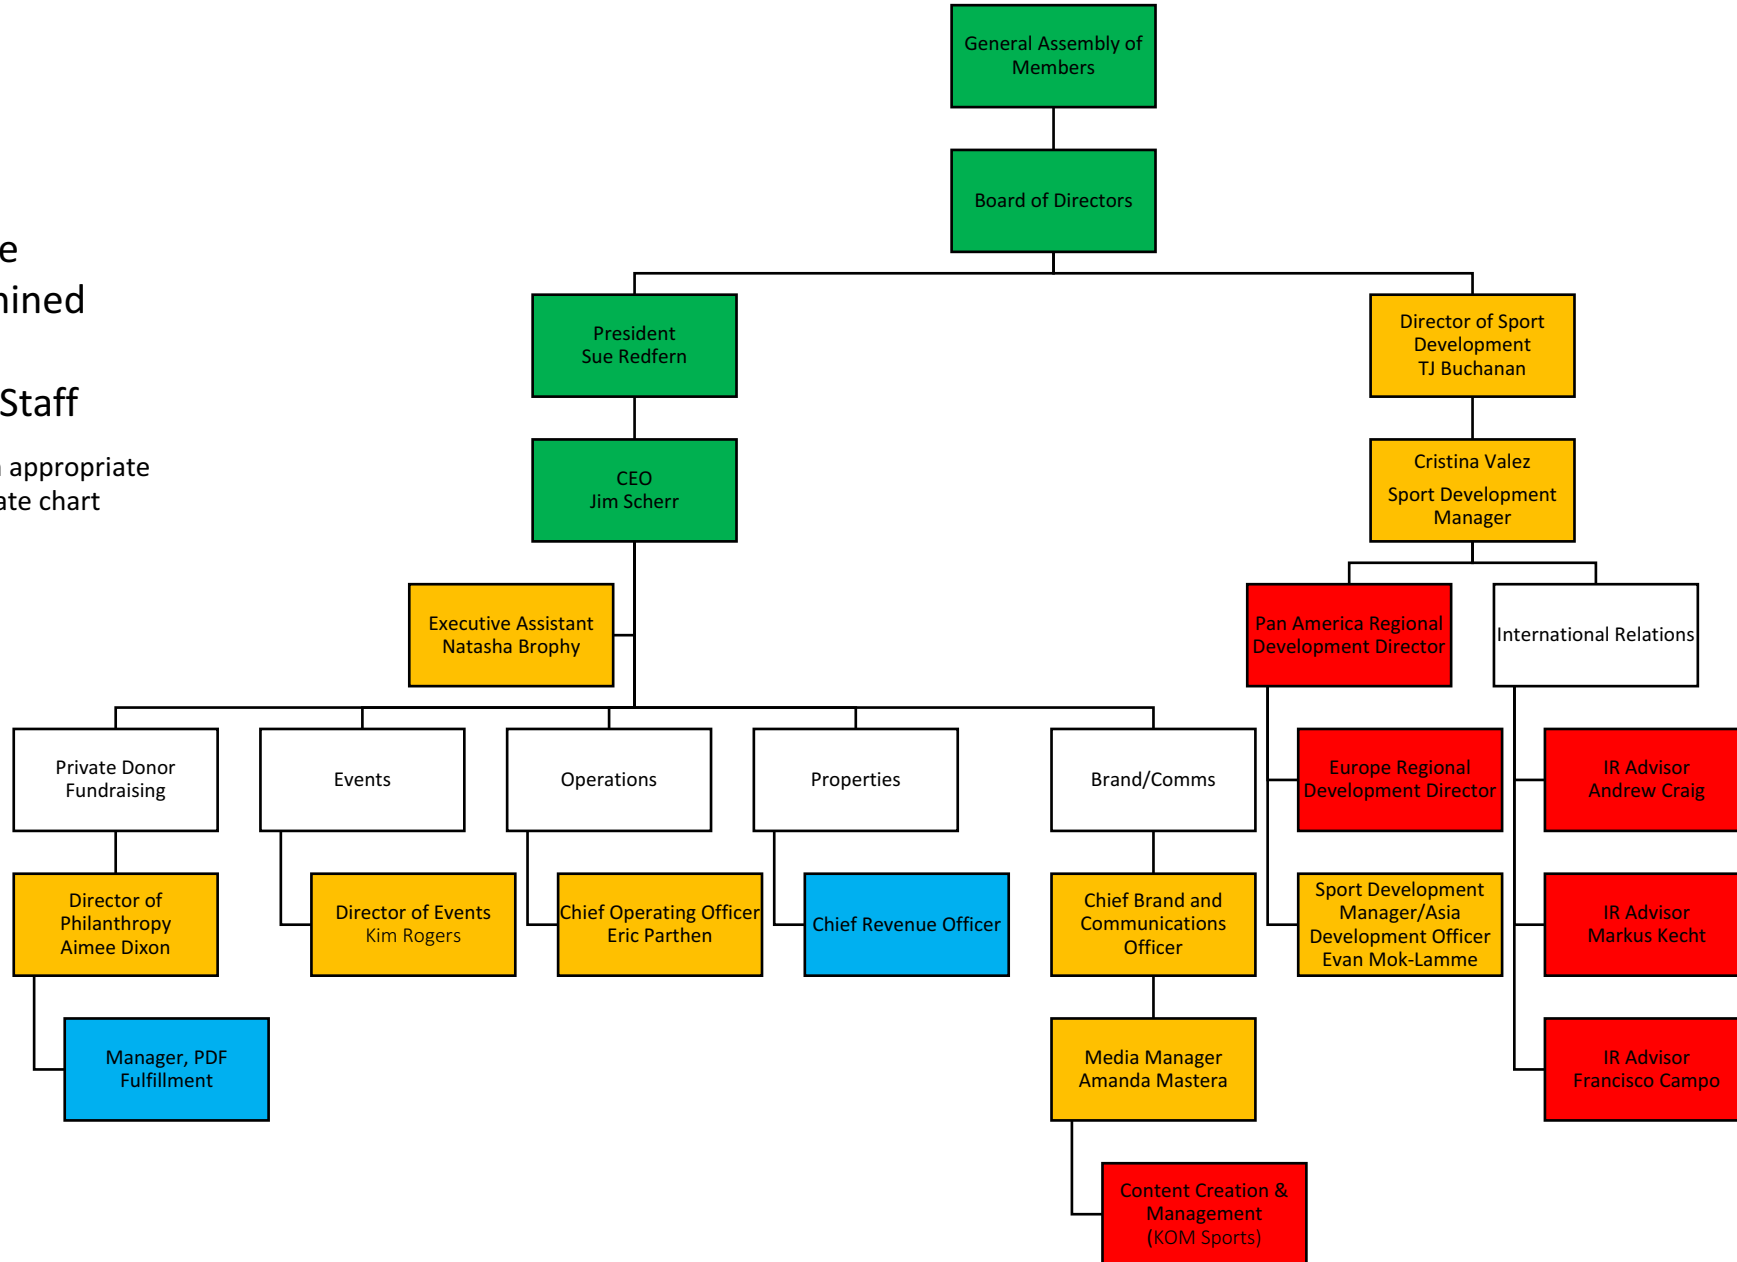 General Assembly of
Members
Board of Directors
e
nined
Staff
appropriate
ate chart
President
Sue Redfern
Director of Sport
Development
TJ Buchanan
CEO
Jim Scherr
Cristina Valez
Sport Development
Manager
Executive Assistant
Natasha Brophy
Pan America Regional
Development Director
International Relations
Private Donor
Fundraising
Events
Operations
Properties
Brand/Comms
Europe Regional
Development Director
IR Advisor
Andrew Craig
Director of
Philanthropy
Aimee Dixon
Director of Events
Kim Rogers
Chief Operating Officer
Eric Parthen
Chief Revenue Officer
Chief Brand and
Communications
Officer
Sport Development
Manager/Asia
Development Officer
Evan Mok-Lamme
IR Advisor
Markus Kecht
Manager, PDF
Fulfillment
Media Manager
Amanda Mastera
IR Advisor
Francisco Campo
Content Creation &
Management
(KOM Sports)